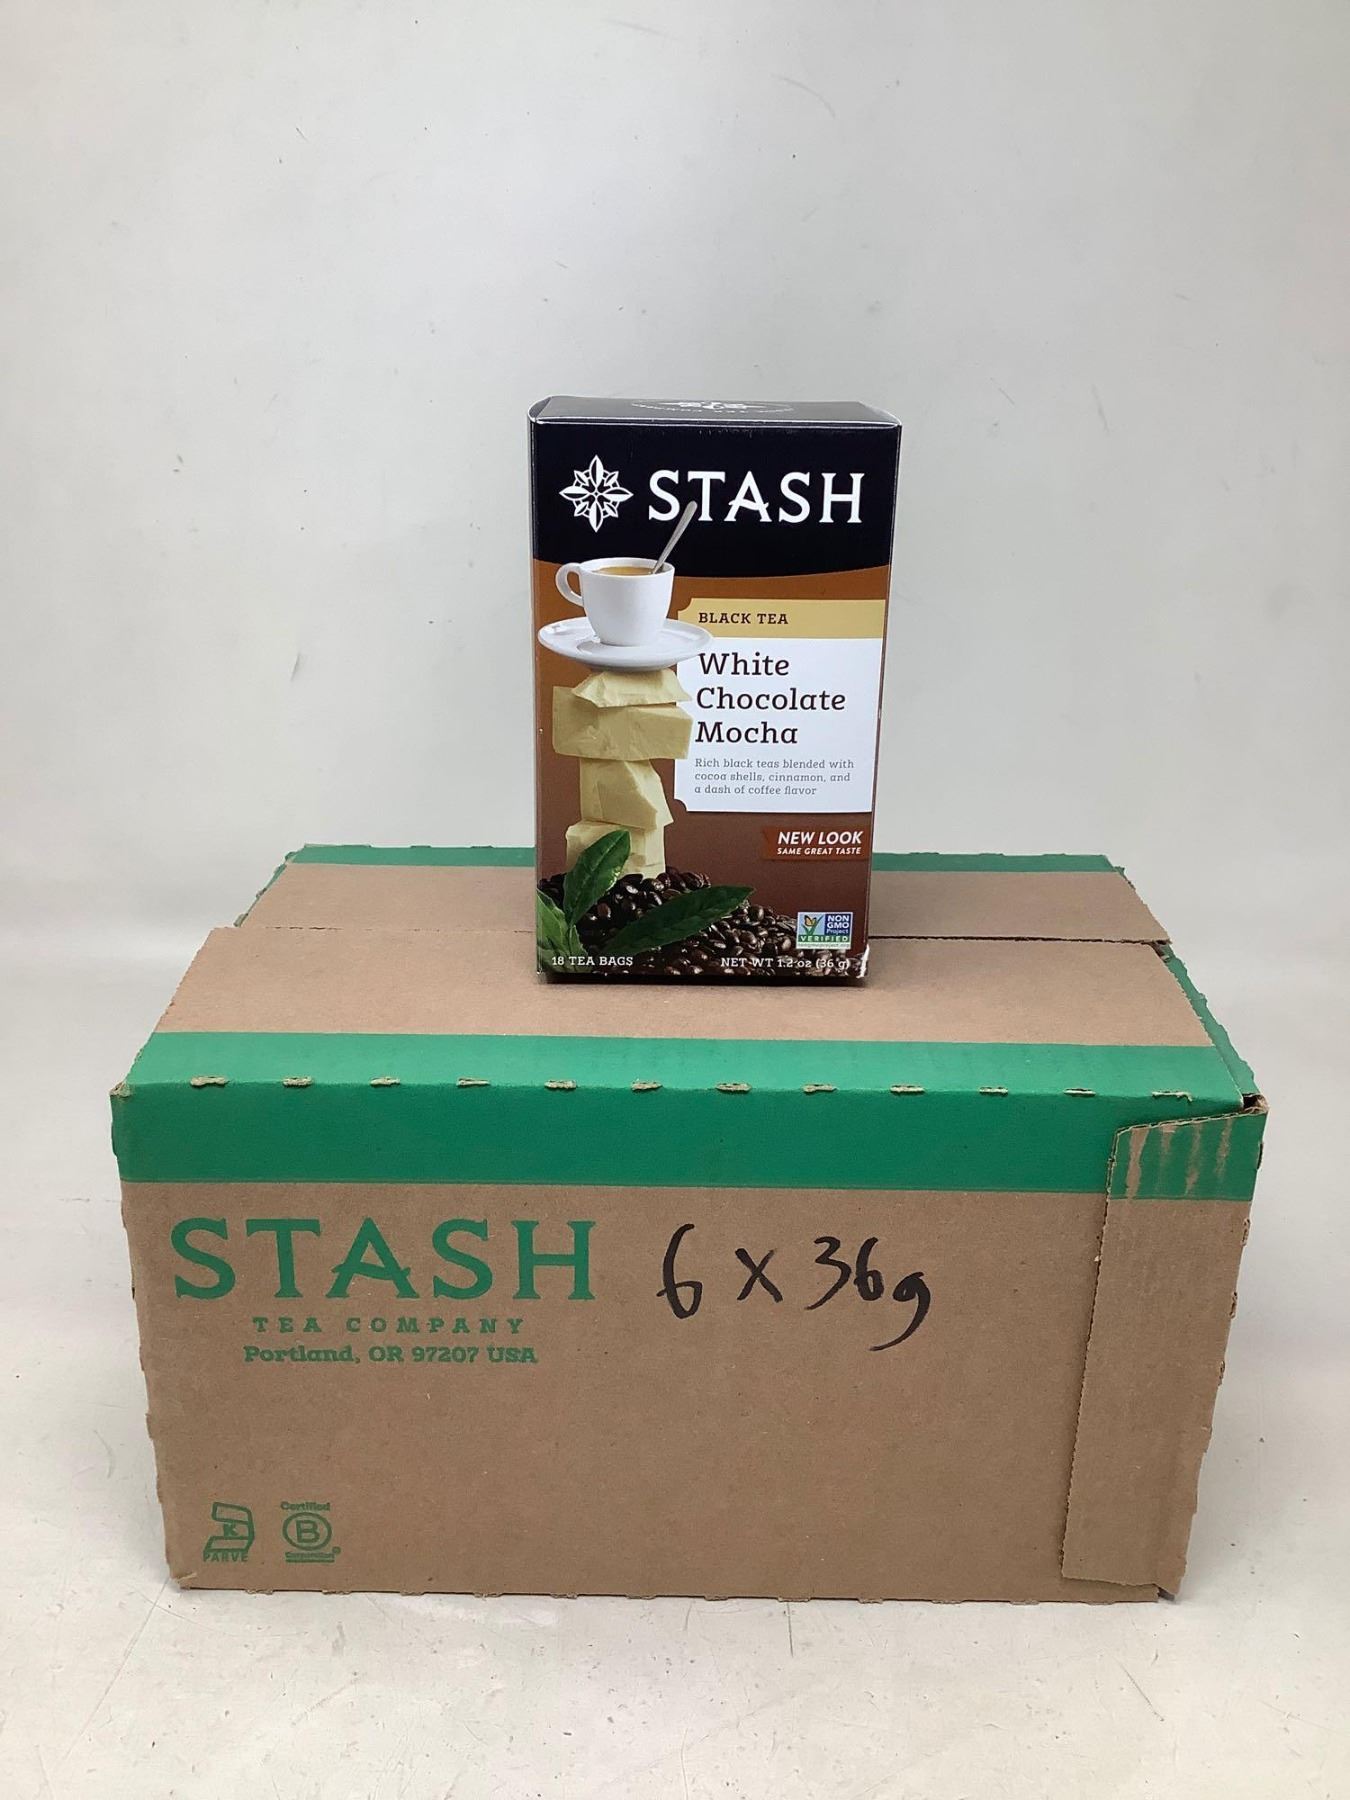 STASH
BLACK TEA
White
Chocolate
Mocha
Rich black teas blended with
cocoa shells, cinnamon, and
a dash of coffee flavor
NEW LOOK
SAME GREAT TASTE
NON
GMO
Project
VERIFIED
nongmoproject.org
18 TEA BAGS
NET WT 1.2 oz (36 g)
STASH
TEA COMPANY
Portland, OR 97207 USA
6 x 36g
K
PARVE
Certified
B
Corporation